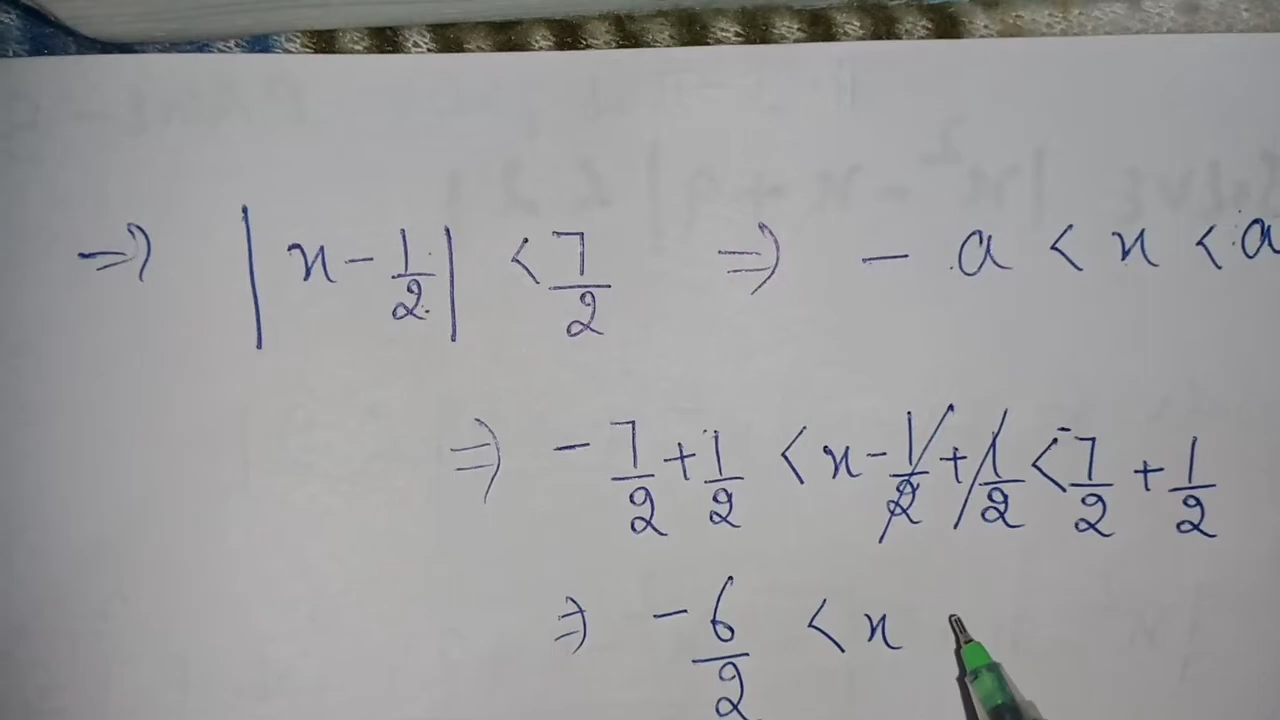 ⇒ |x - 1/2| < 7/2 ⇒ - a < x < a
⇒ - 7/2 + 1/2 < x - 1/2 + 1/2 < 7/2 + 1/2
⇒ - 6/2 < x